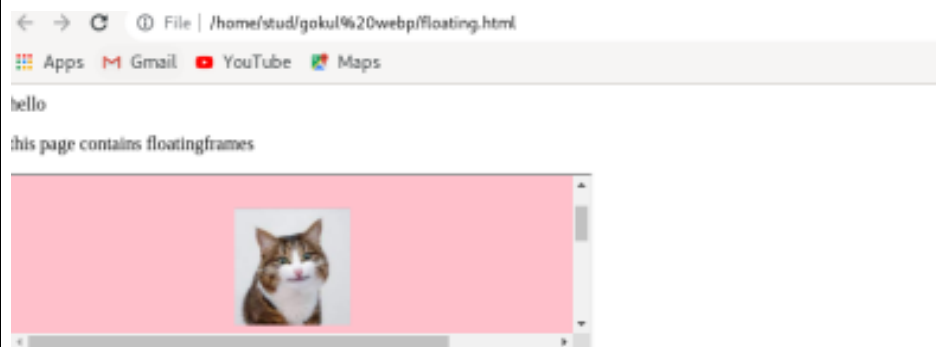 File | /home/stud/gokul%20webp/floating.html
Apps Gmail YouTube Maps
hello
this page contains floatingframes